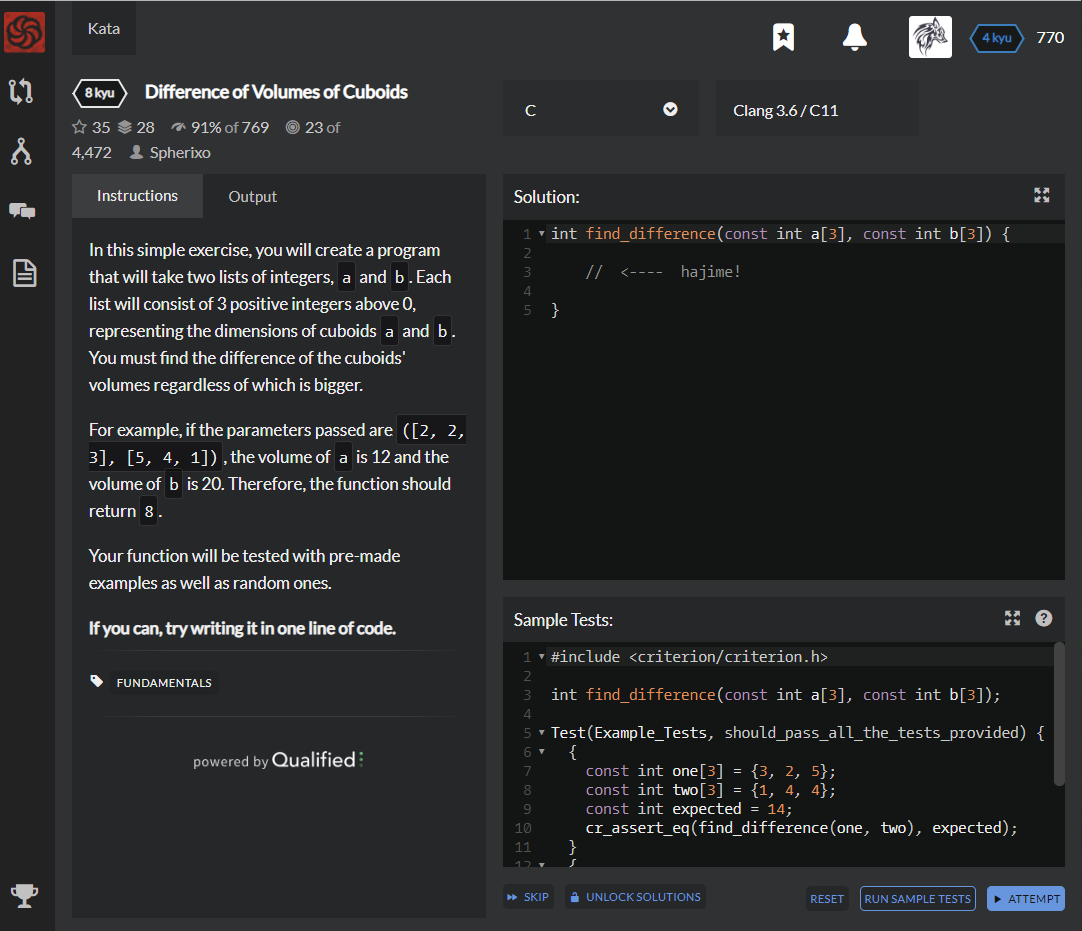 Kata
4 kyu 770
8 kyu Difference of Volumes of Cuboids
35 28 91% of 769 23 of
4,472 Spherixo
C
Clang 3.6 / C11
Instructions Output
In this simple exercise, you will create a program
that will take two lists of integers, a and b. Each
list will consist of 3 positive integers above 0,
representing the dimensions of cuboids a and b.
You must find the difference of the cuboids'
volumes regardless of which is bigger.
For example, if the parameters passed are ([2, 2,
3], [5, 4, 1]), the volume of a is 12 and the
volume of b is 20. Therefore, the function should
return 8.
Your function will be tested with pre-made
examples as well as random ones.
If you can, try writing it in one line of code.
FUNDAMENTALS
powered by Qualified
Solution:
1 int find_difference(const int a[3], const int b[3]) {
2
3 // <---- hajime!
4
5 }
Sample Tests:
1 #include <criterion/criterion.h>
2
3 int find_difference(const int a[3], const int b[3]);
4
5 Test(Example_Tests, should_pass_all_the_tests_provided) {
6 {
7 const int one[3] = {3, 2, 5};
8 const int two[3] = {1, 4, 4};
9 const int expected = 14;
10 cr_assert_eq(find_difference(one, two), expected);
11 }
12 {
SKIP UNLOCK SOLUTIONS RESET RUN SAMPLE TESTS ATTEMPT